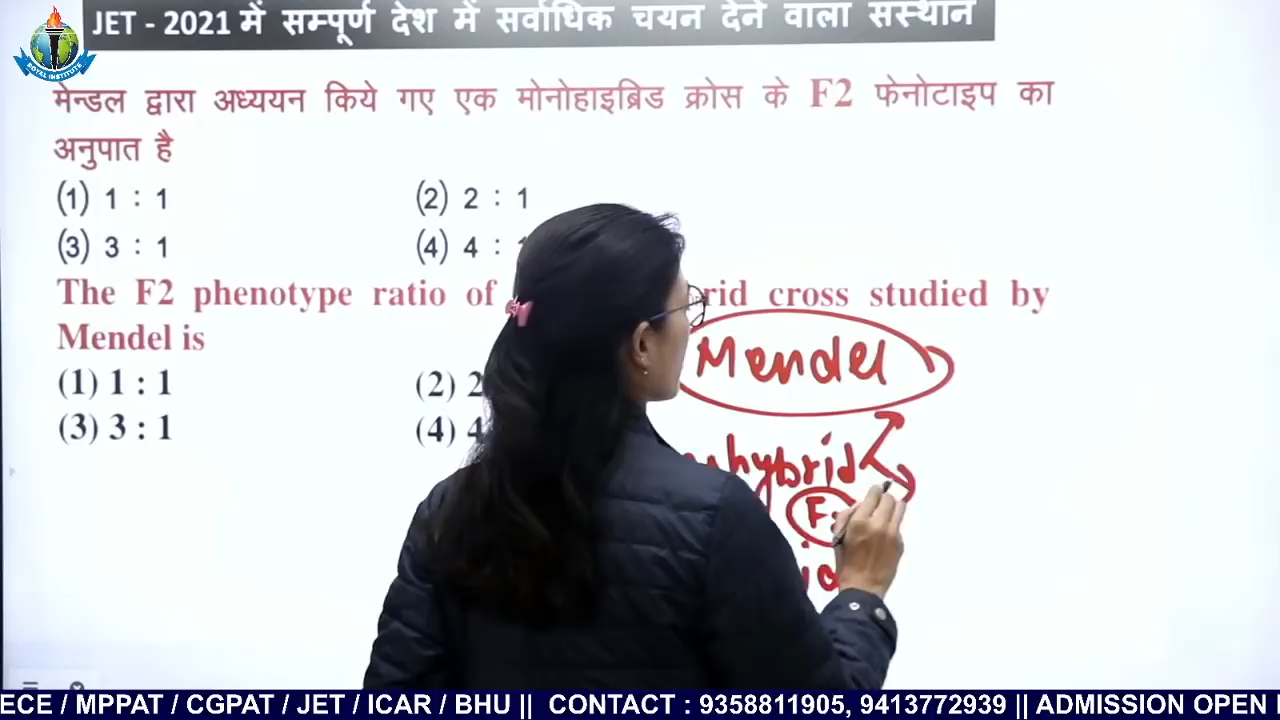 JET - 2021 में सम्पूर्ण देश में सर्वाधिक चयन देने वाला संस्थान
ROYAL INSTITUTE
मेन्डल द्वारा अध्ययन किये गए एक मोनोहाइब्रिड क्रोस के F2 फेनोटाइप का
अनुपात है
(1) 1 : 1 (2) 2 : 1
(3) 3 : 1 (4) 4 :
The F2 phenotype ratio of cross studied by
Mendel is
(1) 1 : 1 (2) 2
(3) 3 : 1 (4) 4
Mendel
hybrid
ECE / MPPAT / CGPAT / JET / ICAR / BHU || CONTACT : 9358811905, 9413772939 || ADMISSION OPEN